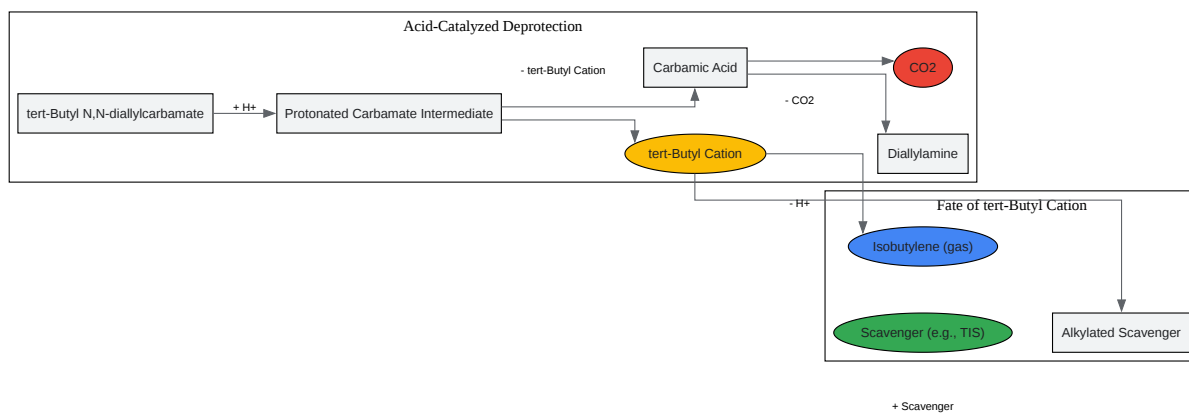 Acid-Catalyzed Deprotection
- tert-Butyl Cation
Carbamic Acid
CO2
tert-Butyl N,N-diallylcarbamate
+ H+
Protonated Carbamate Intermediate
- CO2
tert-Butyl Cation
Diallylamine
- H+
Fate of tert-Butyl Cation
Isobutylene (gas)
Scavenger (e.g., TIS)
Alkylated Scavenger
+ Scavenger